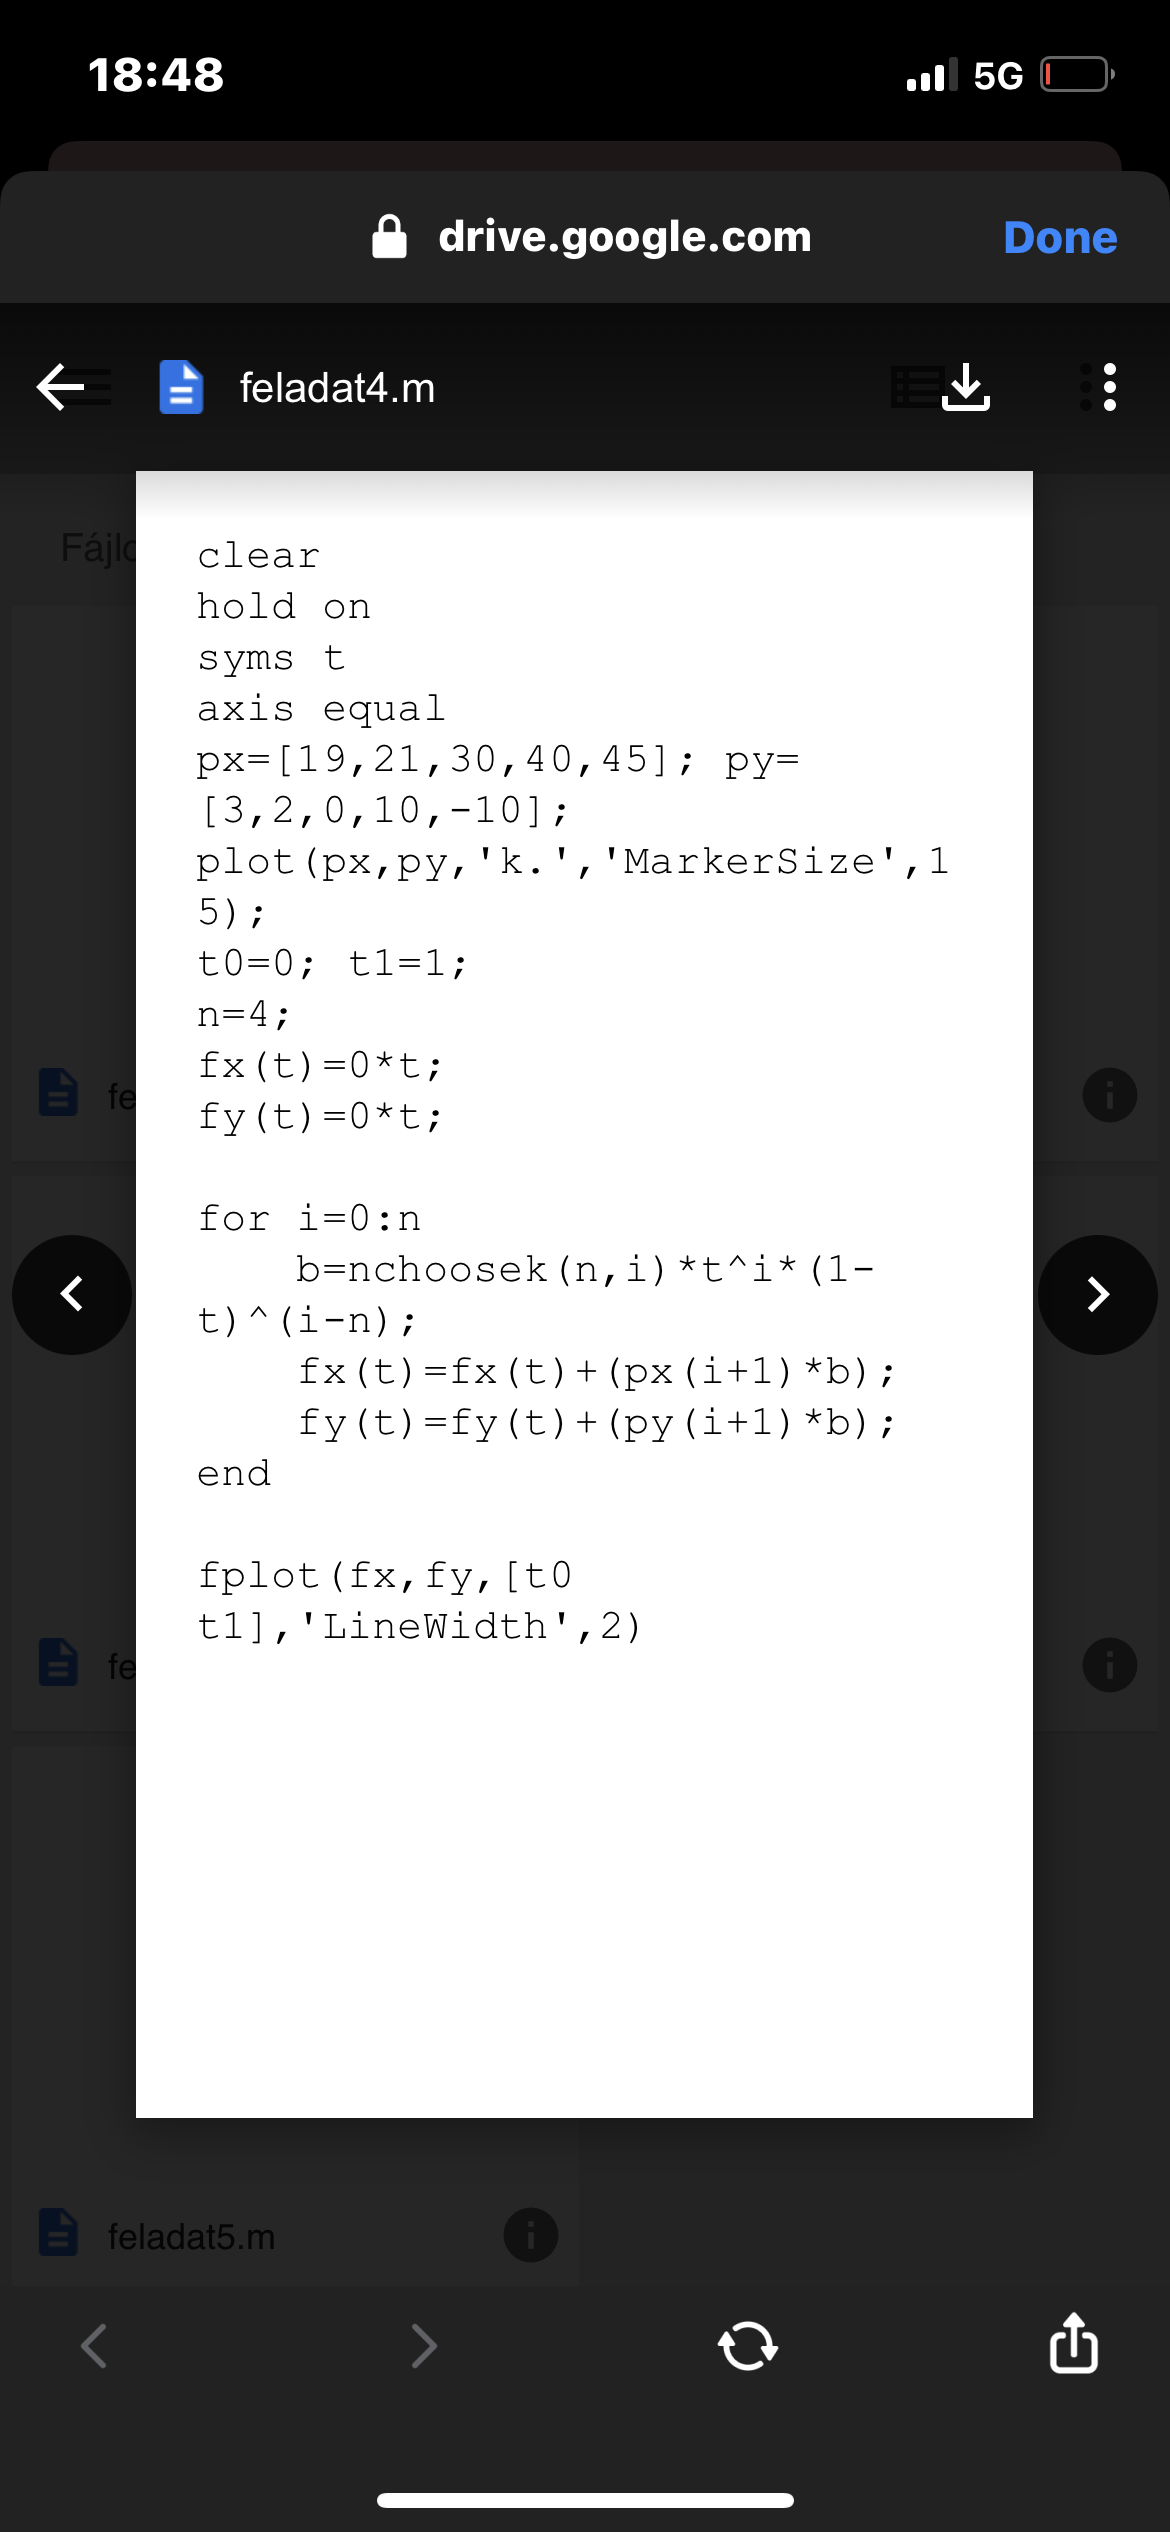 18:48
5G
drive.google.com
Done
feladat4.m
Fájlo
clear
hold on
syms t
axis equal
px=[19,21,30,40,45]; py=
[3,2,0,10,-10];
plot(px,py,'k.','MarkerSize',1
5);
t0=0; t1=1;
n=4;
fx(t)=0*t;
fy(t)=0*t;
fe
for i=0:n
b=nchoosek(n,i)*t^i*(1-
t)^(i-n);
fx(t)=fx(t)+(px(i+1)*b);
fy(t)=fy(t)+(py(i+1)*b);
end
fplot(fx,fy,[t0
t1],'LineWidth',2)
fe
feladat5.m